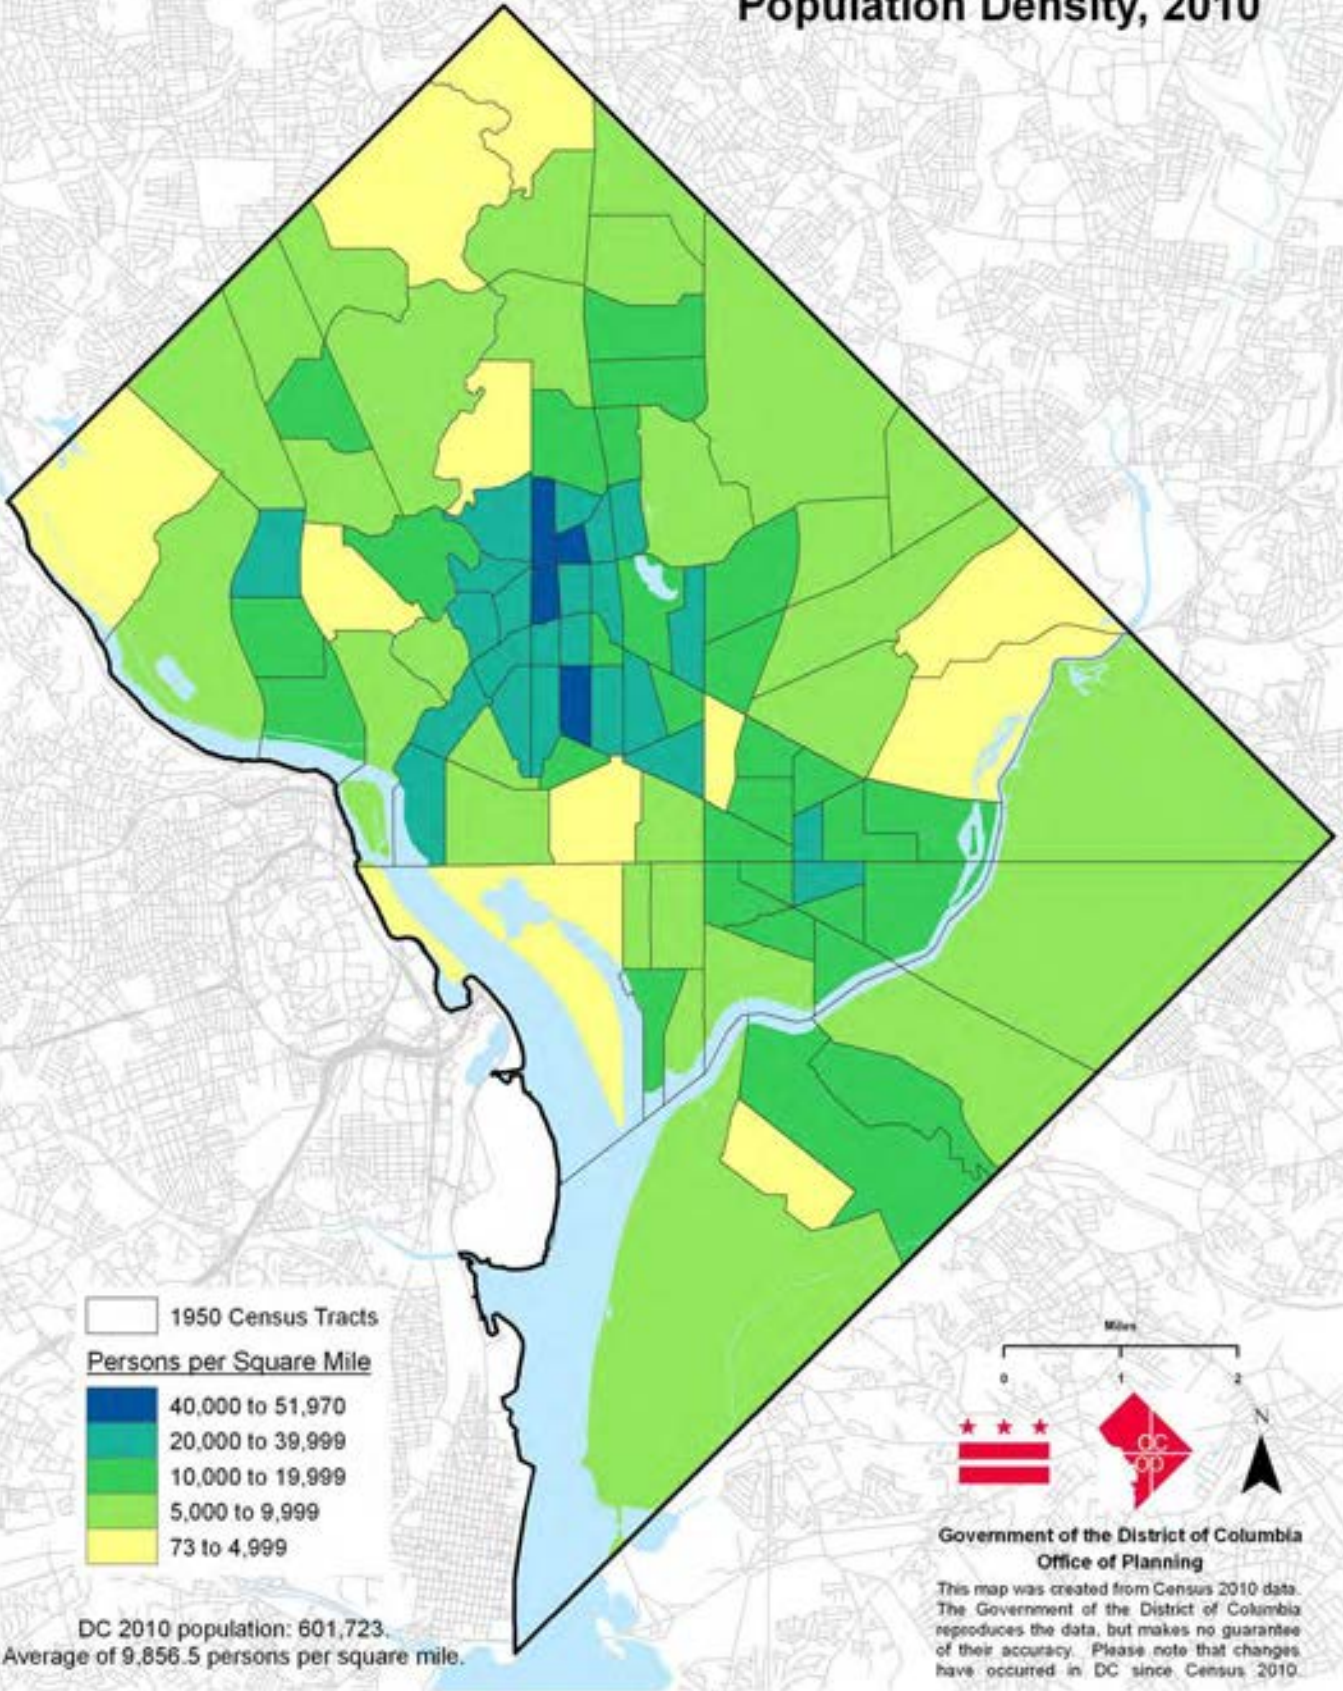 Population Density, 2010
1950 Census Tracts
Persons per Square Mile
40,000 to 51,970
20,000 to 39,999
10,000 to 19,999
5,000 to 9,999
73 to 4,999
DC 2010 population: 601,723.
Average of 9,856.5 persons per square mile.
Miles
0 1 2
N
DC
OP
Government of the District of Columbia
Office of Planning
This map was created from Census 2010 data.
The Government of the District of Columbia
reproduces the data, but makes no guarantee
of their accuracy. Please note that changes
have occurred in DC since Census 2010.